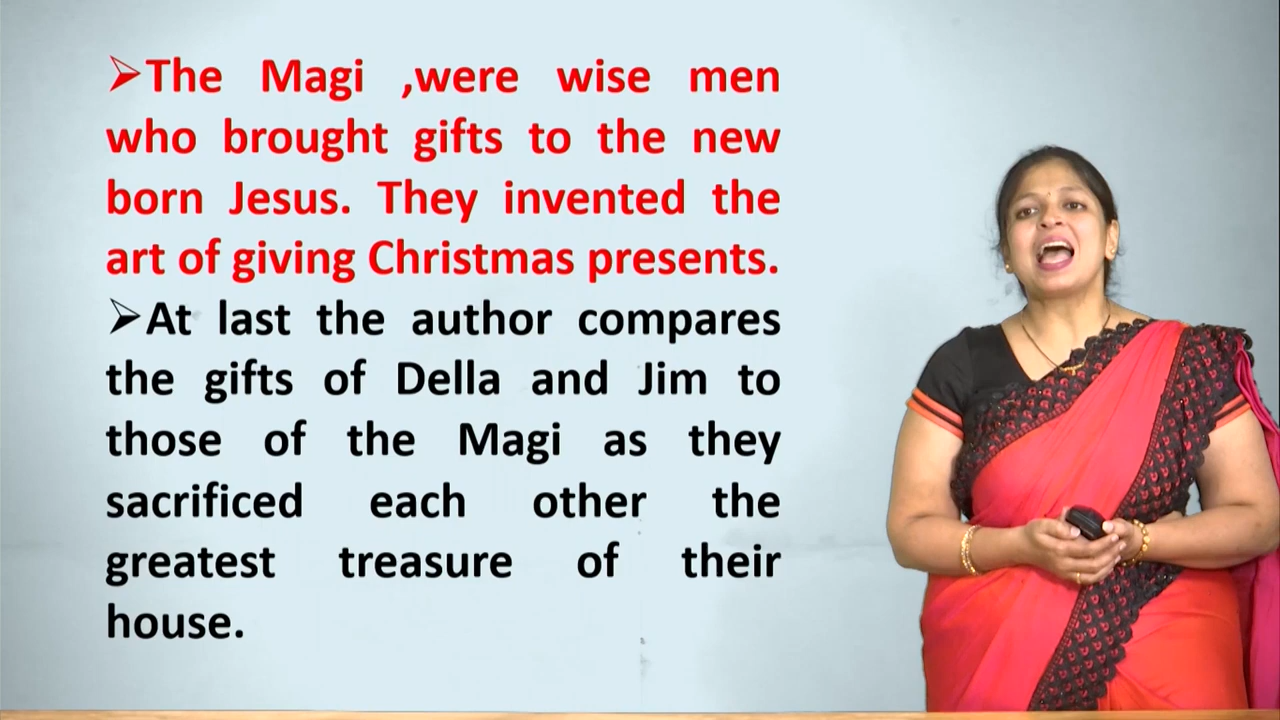 ➢The Magi ,were wise men
who brought gifts to the new
born Jesus. They invented the
art of giving Christmas presents.
➢At last the author compares
the gifts of Della and Jim to
those of the Magi as they
sacrificed each other the
greatest treasure of their
house.